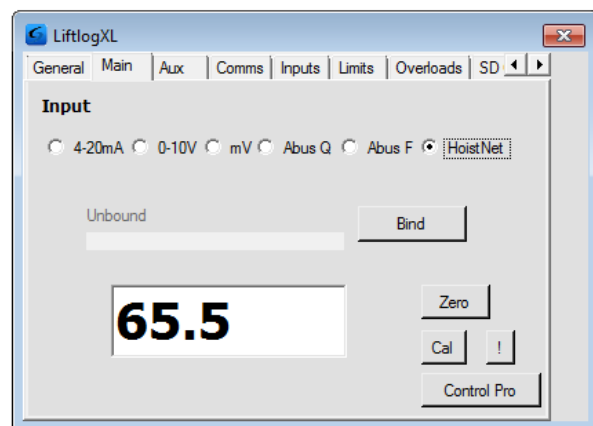 LiftlogXL
General Main Aux Comms Inputs Limits Overloads SD
Input
4-20mA 0-10V mV Abus Q Abus F HoistNet
Unbound
Bind
65.5
Zero
Cal !
Control Pro